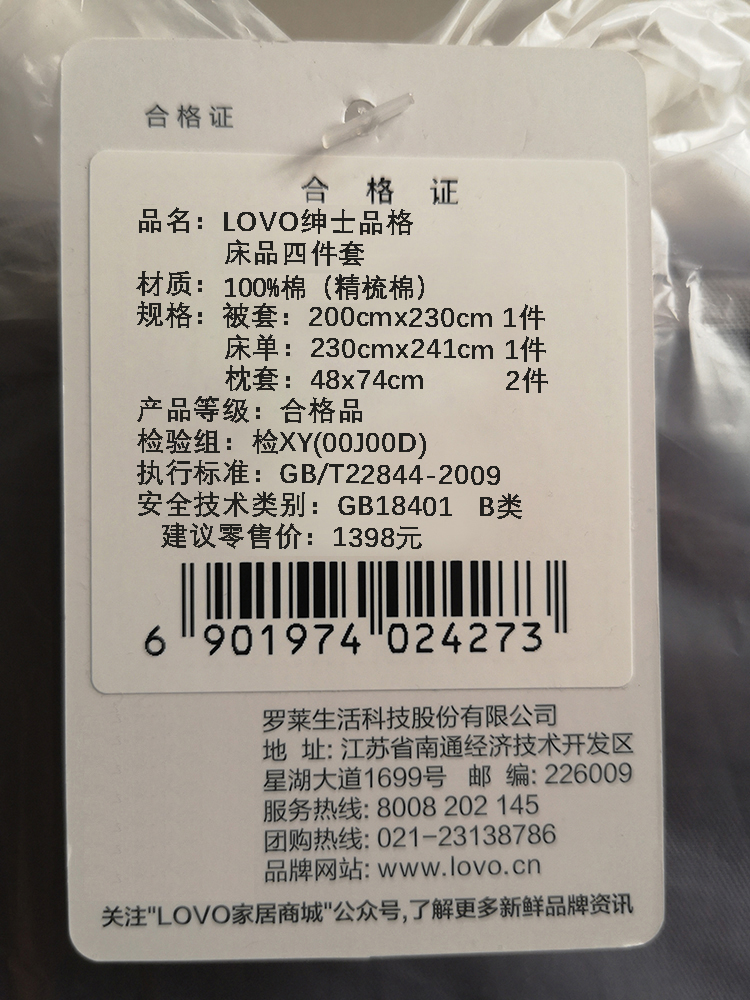 合格证
合 格 证
品名：LOVO绅士品格
床品四件套
材质：100%棉（精梳棉）
规格：被套：200cmx230cm 1件
床单：230cmx241cm 1件
枕套：48x74cm 2件
产品等级：合格品
检验组：检XY(00J00D)
执行标准：GB/T22844-2009
安全技术类别：GB18401 B类
建议零售价：1398元
6 901974 024273
罗莱生活科技股份有限公司
地 址: 江苏省南通经济技术开发区
星湖大道1699号 邮 编: 226009
服务热线: 8008 202 145
团购热线: 021-23138786
品牌网站: www.lovo.cn
关注"LOVO家居商城"公众号,了解更多新鲜品牌资讯